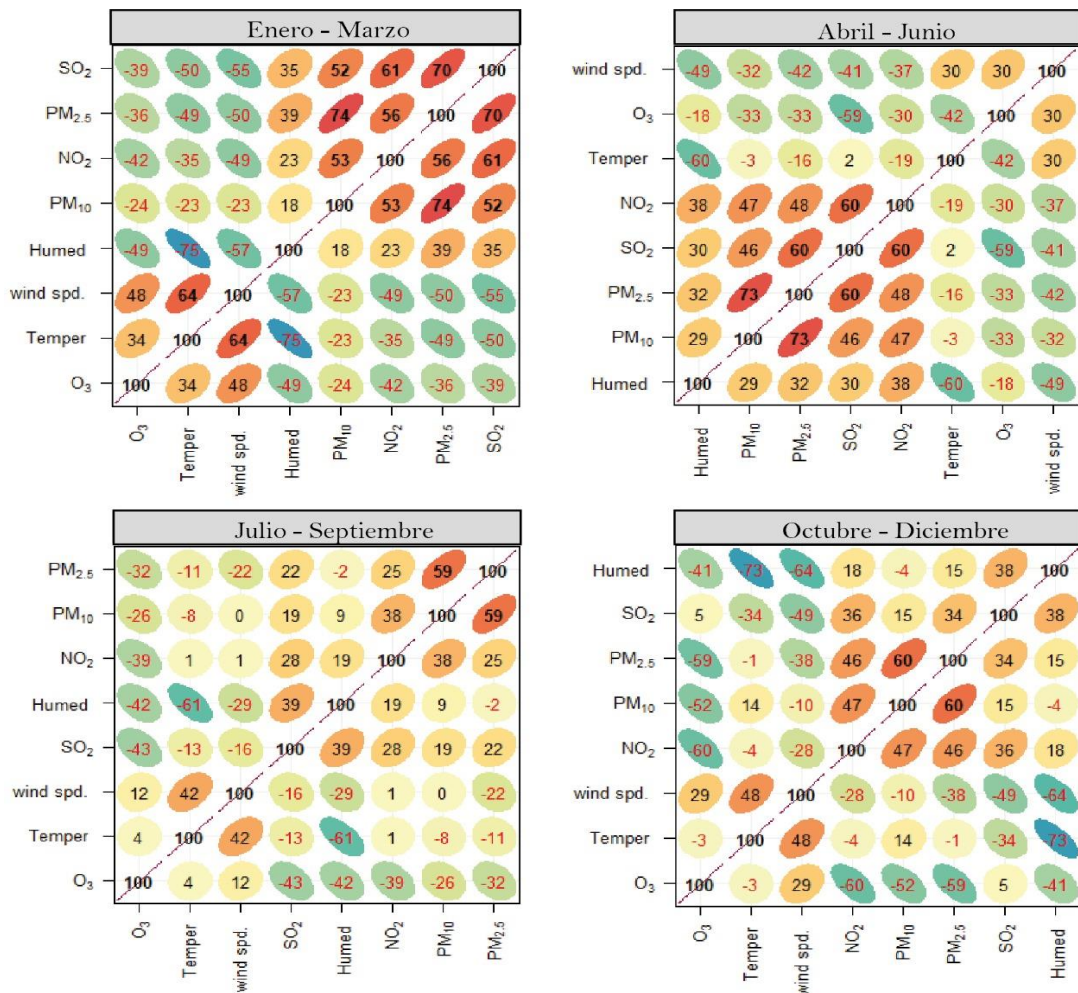 Enero - Marzo
SO₂ -39 -50 -55 35 52 61 70 100
PM₂.₅ -36 -49 -50 39 74 56 100 70
NO₂ -42 -35 -49 23 53 100 56 61
PM₁₀ -24 -23 -23 18 100 53 74 52
Humed -49 -75 -57 100 18 23 39 35
wind spd. 48 64 100 -57 -23 -49 -50 -55
Temper 34 100 64 -75 -23 -35 -49 -50
O₃ 100 34 48 -49 -24 -42 -36 -39
O₃ Temper wind spd. Humed PM₁₀ NO₂ PM₂.₅ SO₂
Abril - Junio
wind spd. -49 -32 -42 -41 -37 30 30 100
O₃ -18 -33 -33 -59 -30 -42 100 30
Temper -60 -3 -16 2 -19 100 -42 30
NO₂ 38 47 48 60 100 -19 -30 -37
SO₂ 30 46 60 100 60 2 -59 -41
PM₂.₅ 32 73 100 60 48 -16 -33 -42
PM₁₀ 29 100 73 46 47 -3 -33 -32
Humed 100 29 32 30 38 -60 -18 -49
Humed PM₁₀ PM₂.₅ SO₂ NO₂ Temper O₃ wind spd.
Julio - Septiembre
PM₂.₅ -32 -11 -22 22 -2 25 59 100
PM₁₀ -26 -8 0 19 9 38 100 59
NO₂ -39 1 1 28 19 100 38 25
Humed -42 -61 -29 39 100 19 9 -2
SO₂ -43 -13 -16 100 39 28 19 22
wind spd. 12 42 100 -16 -29 1 0 -22
Temper 4 100 42 -13 -61 1 -8 -11
O₃ 100 4 12 -43 -42 -39 -26 -32
O₃ Temper wind spd. SO₂ Humed NO₂ PM₁₀ PM₂.₅
Octubre - Diciembre
Humed -41 -73 -64 18 -4 15 38 100
SO₂ 5 -34 -49 36 15 34 100 38
PM₂.₅ -59 -1 -38 46 60 100 34 15
PM₁₀ -52 14 -10 47 100 60 15 -4
NO₂ -60 -4 -28 100 47 46 36 18
wind spd. 29 48 100 -28 -10 -38 -49 -64
Temper -3 100 48 -4 14 -1 -34 -73
O₃ 100 -3 29 -60 -52 -59 5 -41
O₃ Temper wind spd. NO₂ PM₁₀ PM₂.₅ SO₂ Humed